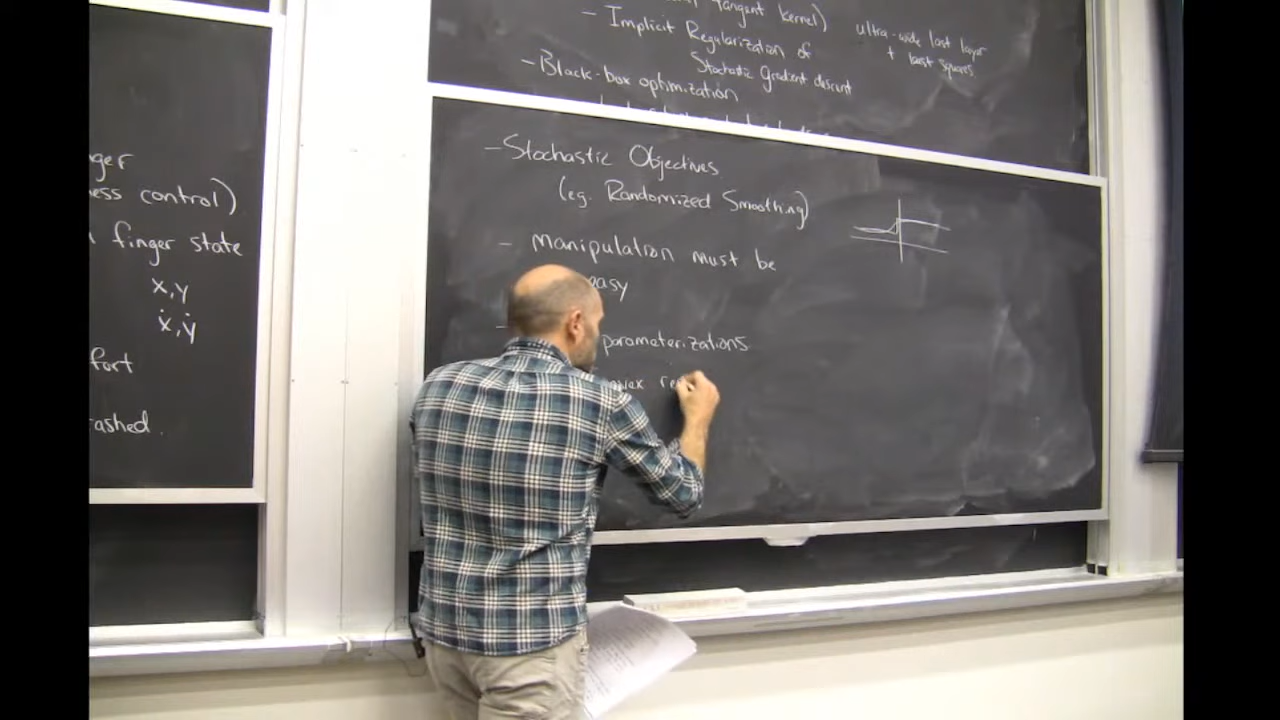 ger
ess control)
finger state
x,y
ẋ,ẏ
fort
ashed.
tangent kernel)
- Implicit Regularization of
Stochastic Gradient descent
ultra-wide last layer
+ least squares
- Black-box optimization
- Stochastic Objectives
(eg. Randomized Smoothing)
- Manipulation must be
easy
- parameterizations